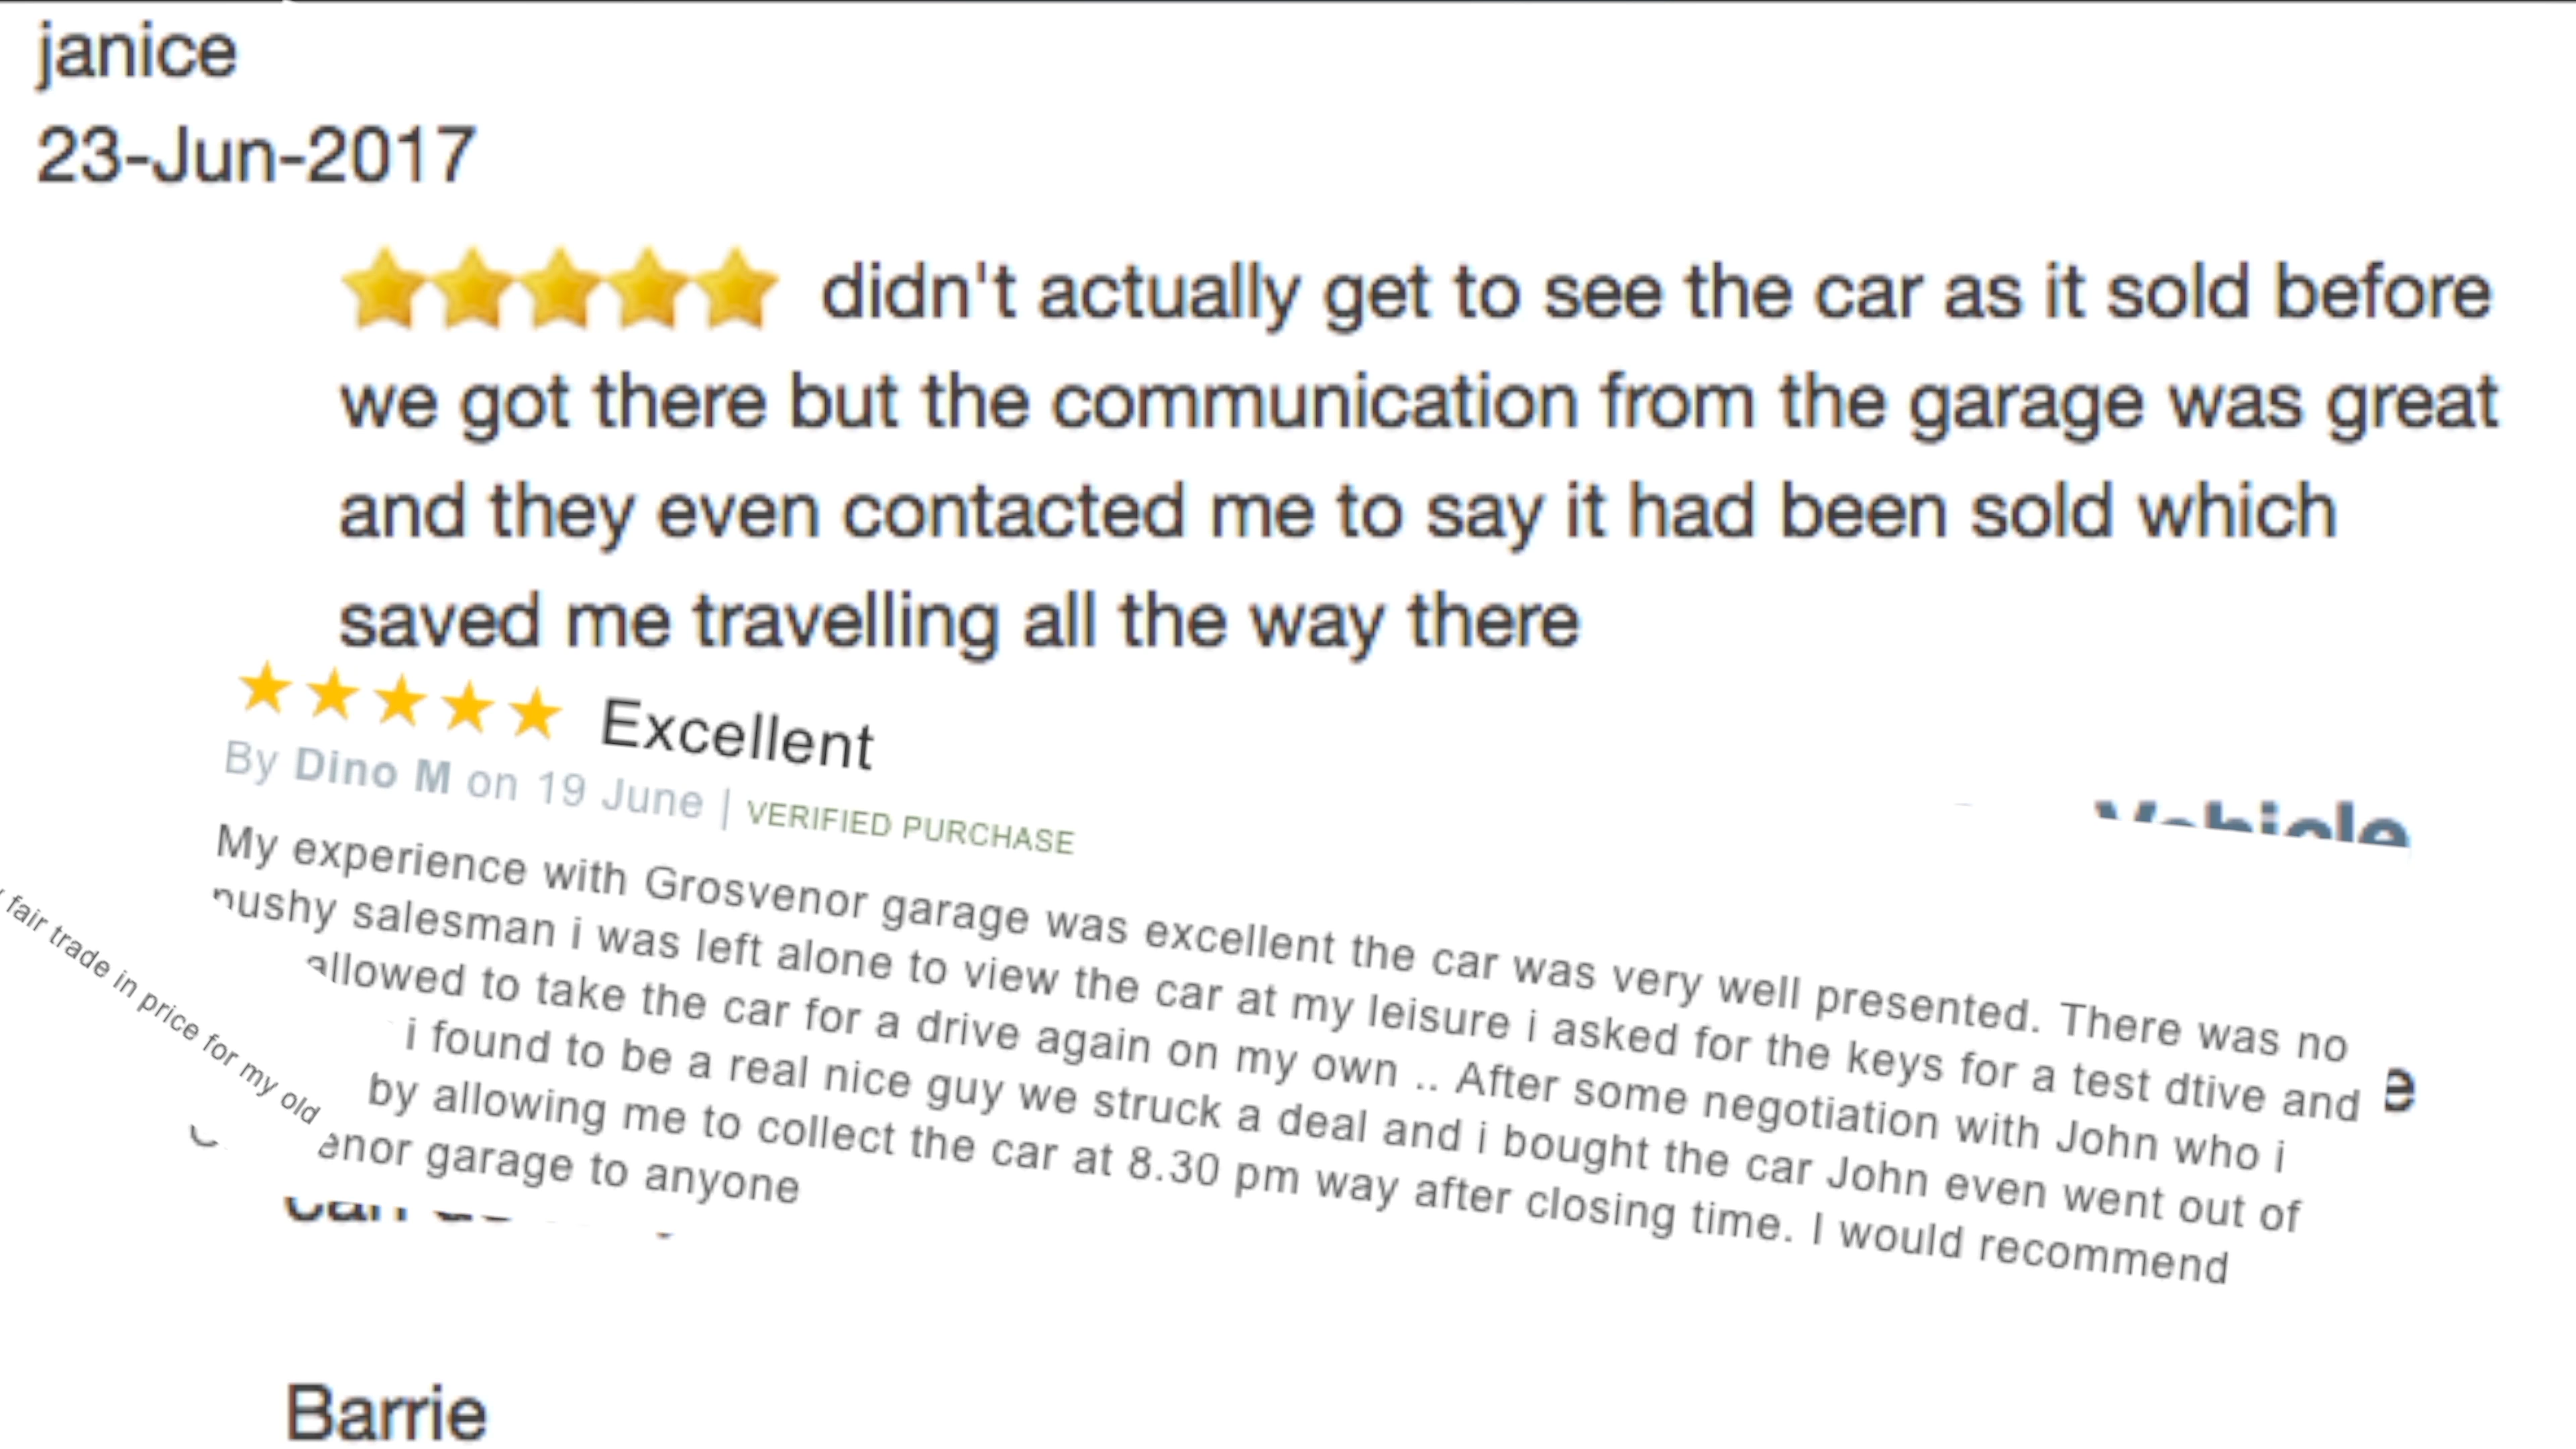 janice
23-Jun-2017
didn't actually get to see the car as it sold before
we got there but the communication from the garage was great
and they even contacted me to say it had been sold which
saved me travelling all the way there
Excellent
By Dino M on 19 June | VERIFIED PURCHASE
Vehicle
My experience with Grosvenor garage was excellent the car was very well presented. There was no
pushy salesman i was left alone to view the car at my leisure i asked for the keys for a test dtive and
allowed to take the car for a drive again on my own .. After some negotiation with John who i
i found to be a real nice guy we struck a deal and i bought the car John even went out of
by allowing me to collect the car at 8.30 pm way after closing time. I would recommend
enor garage to anyone
e
fair trade in price for my old
can
Barrie